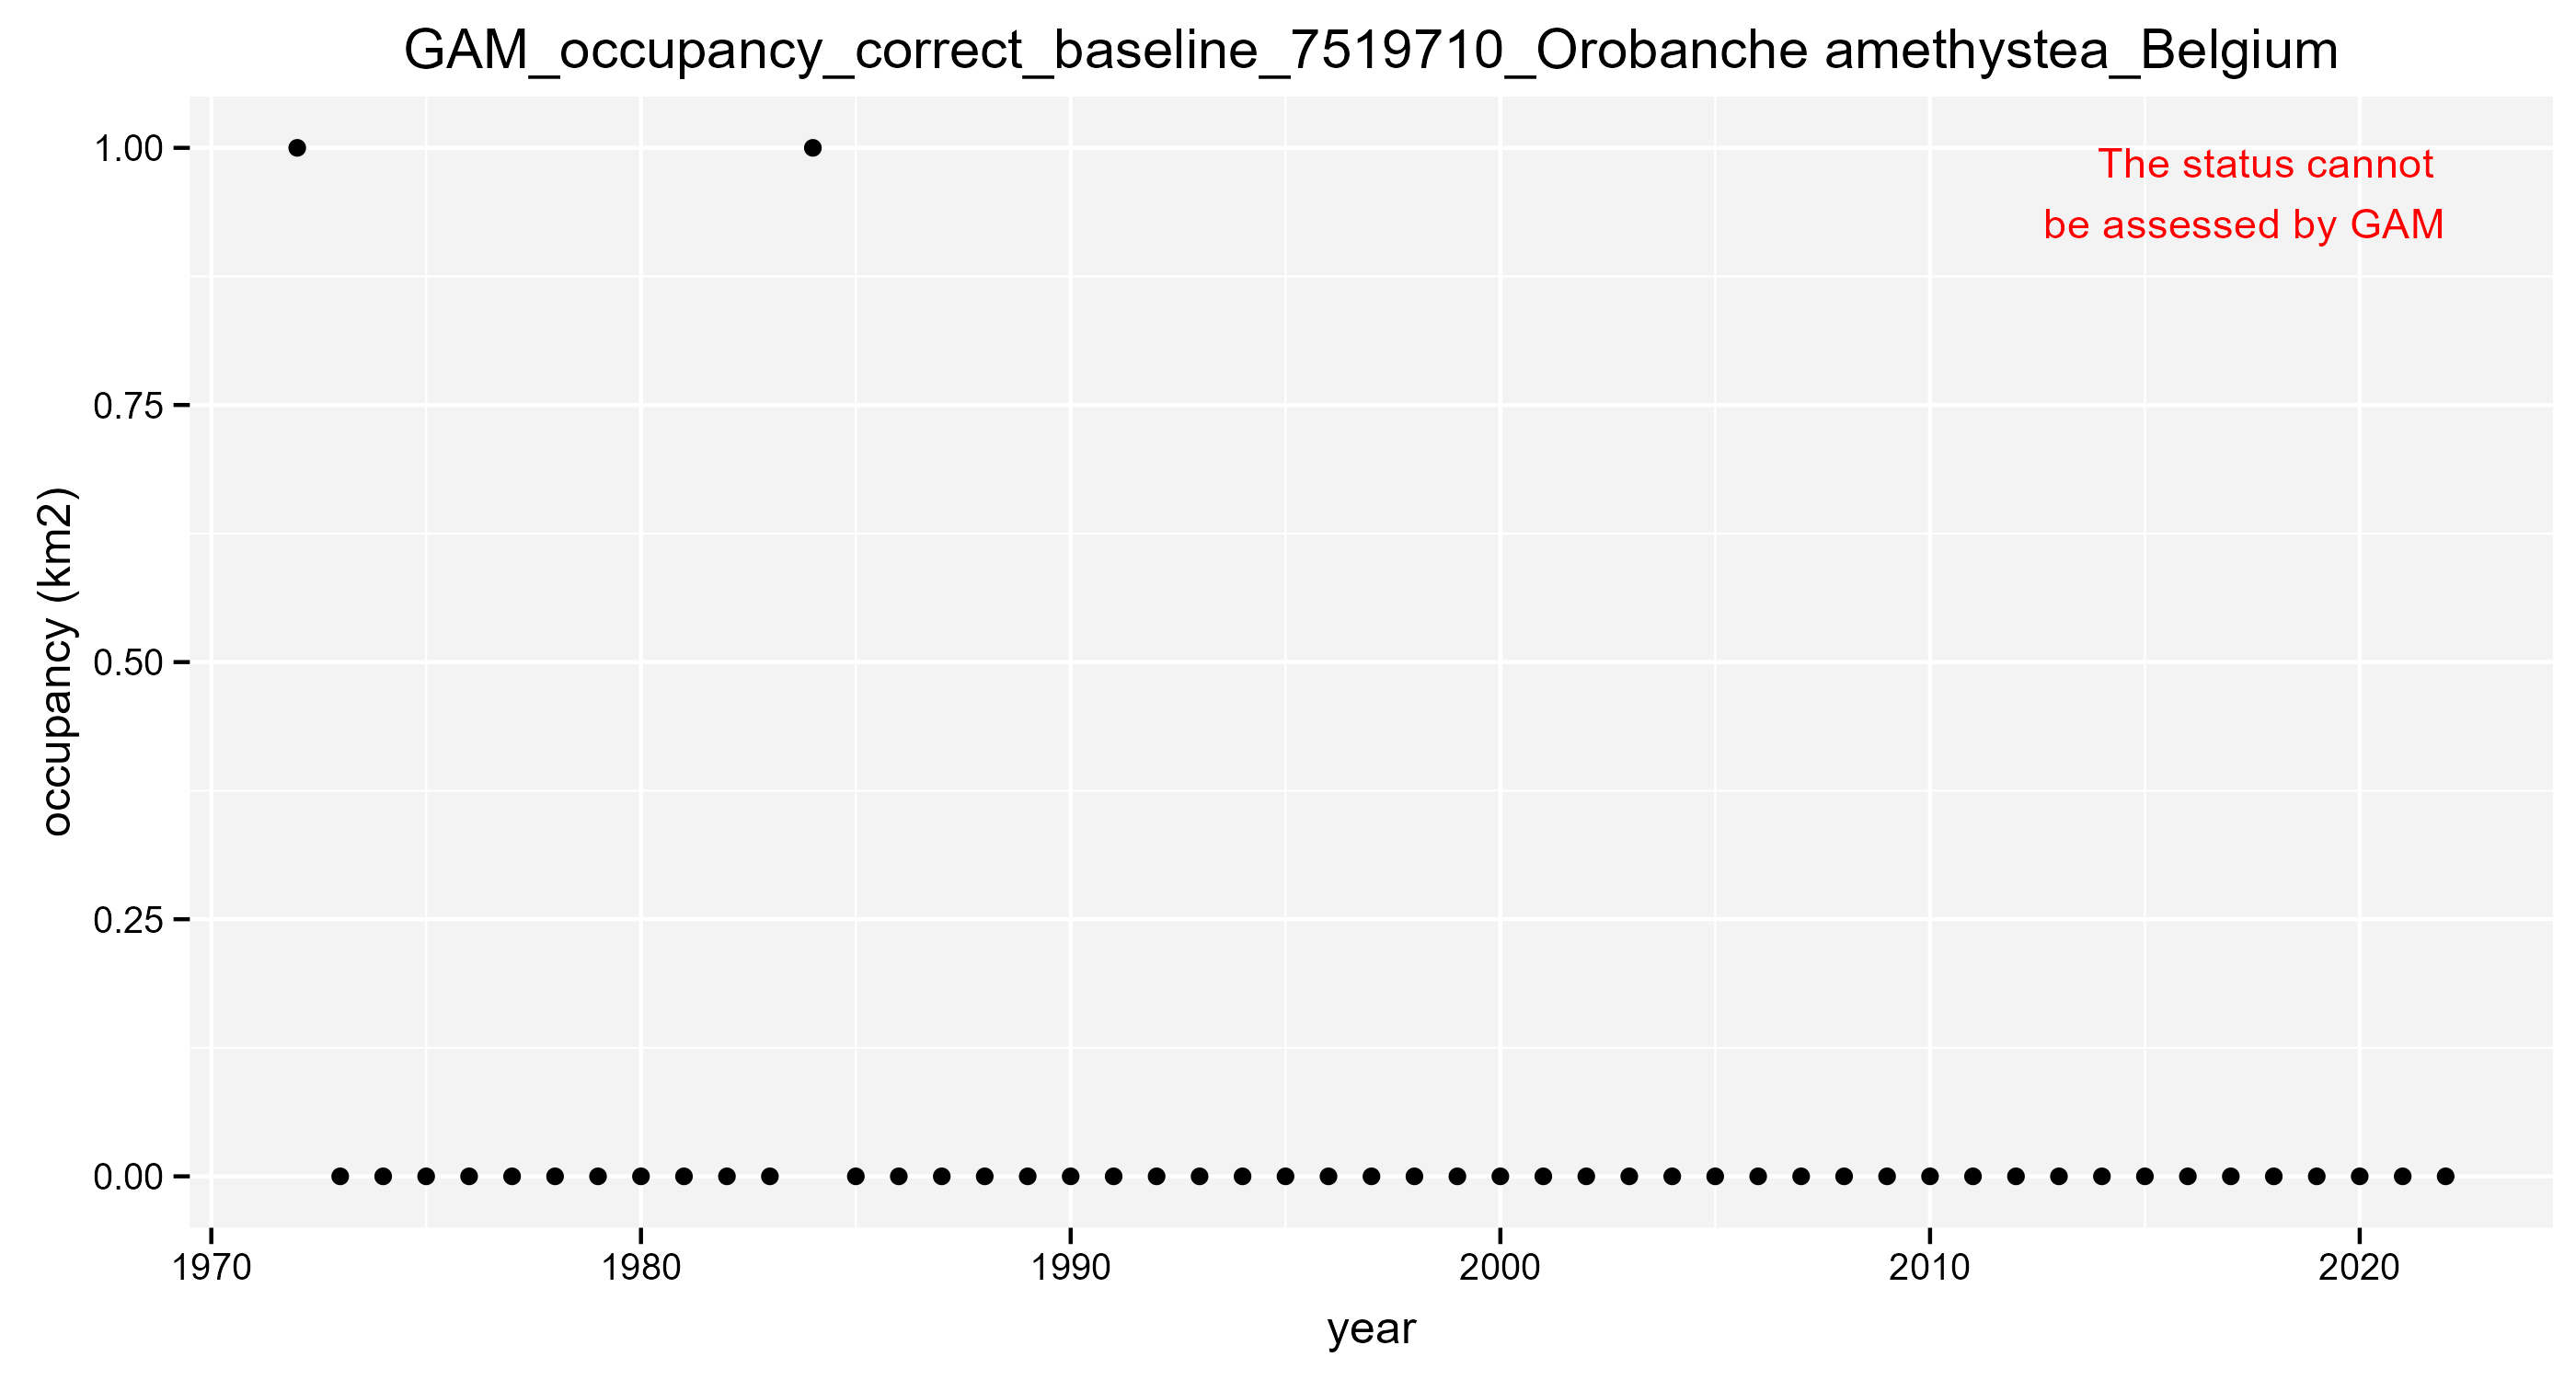 GAM_occupancy_correct_baseline_7519710_Orobanche amethystea_Belgium
The status cannot
be assessed by GAM
occupancy (km2)
1.00
0.75
0.50
0.25
0.00
1970 1980 1990 2000 2010 2020
year